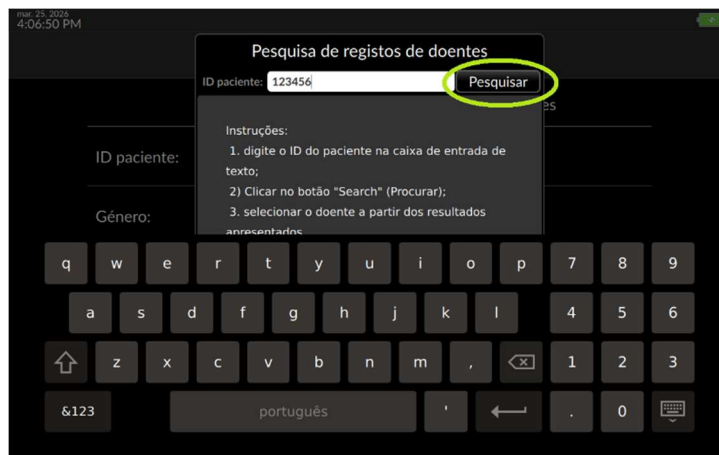 mar. 25, 2026
4:06:50 PM
Pesquisa de registos de doentes
ID paciente: 123456 Pesquisar
es
ID paciente:
Instruções:
1. digite o ID do paciente na caixa de entrada de
texto;
2) Clicar no botão "Search" (Procurar);
3. selecionar o doente a partir dos resultados
apresentados
Género:
q w e r t y u i o p 7 8 9
a s d f g h j k l 4 5 6
z x c v b n m , 1 2 3
&123 português ' . 0